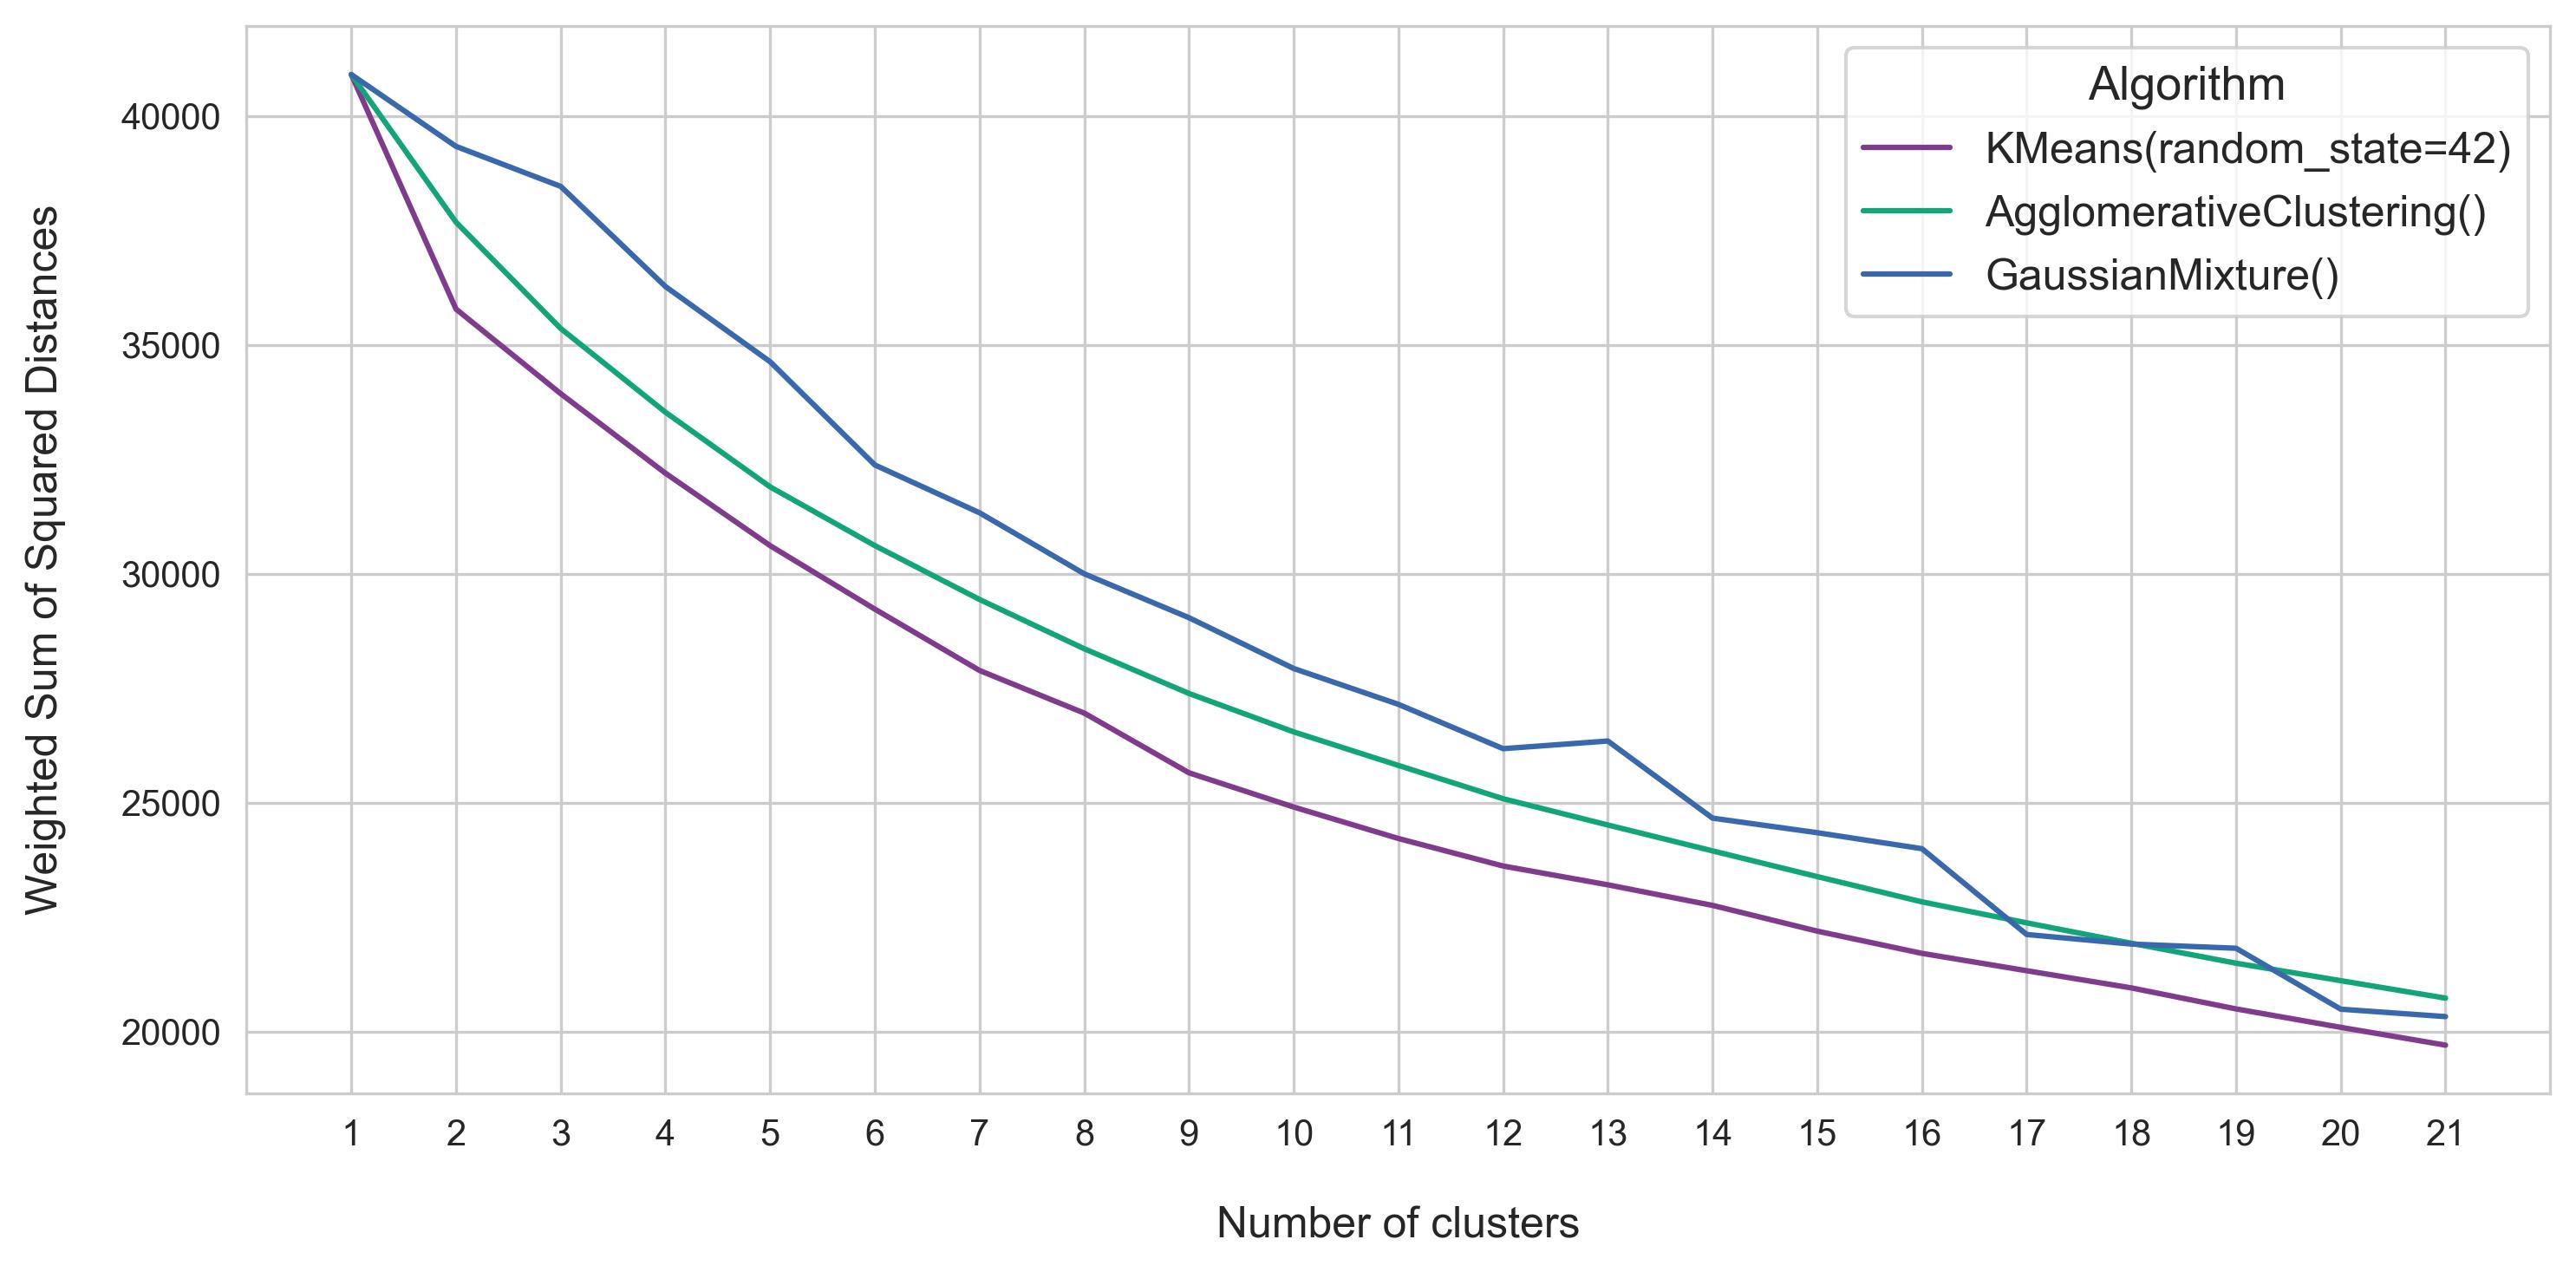 Algorithm
KMeans(random_state=42)
AgglomerativeClustering()
GaussianMixture()
Weighted Sum of Squared Distances
40000
35000
30000
25000
20000
1 2 3 4 5 6 7 8 9 10 11 12 13 14 15 16 17 18 19 20 21
Number of clusters